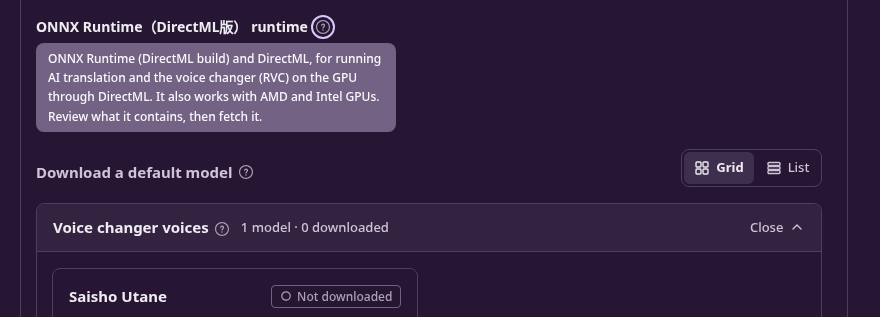 ONNX Runtime（DirectML版） runtime
ONNX Runtime (DirectML build) and DirectML, for running
AI translation and the voice changer (RVC) on the GPU
through DirectML. It also works with AMD and Intel GPUs.
Review what it contains, then fetch it.
Download a default model
Grid
List
Voice changer voices 1 model · 0 downloaded Close
Saisho Utane
Not downloaded